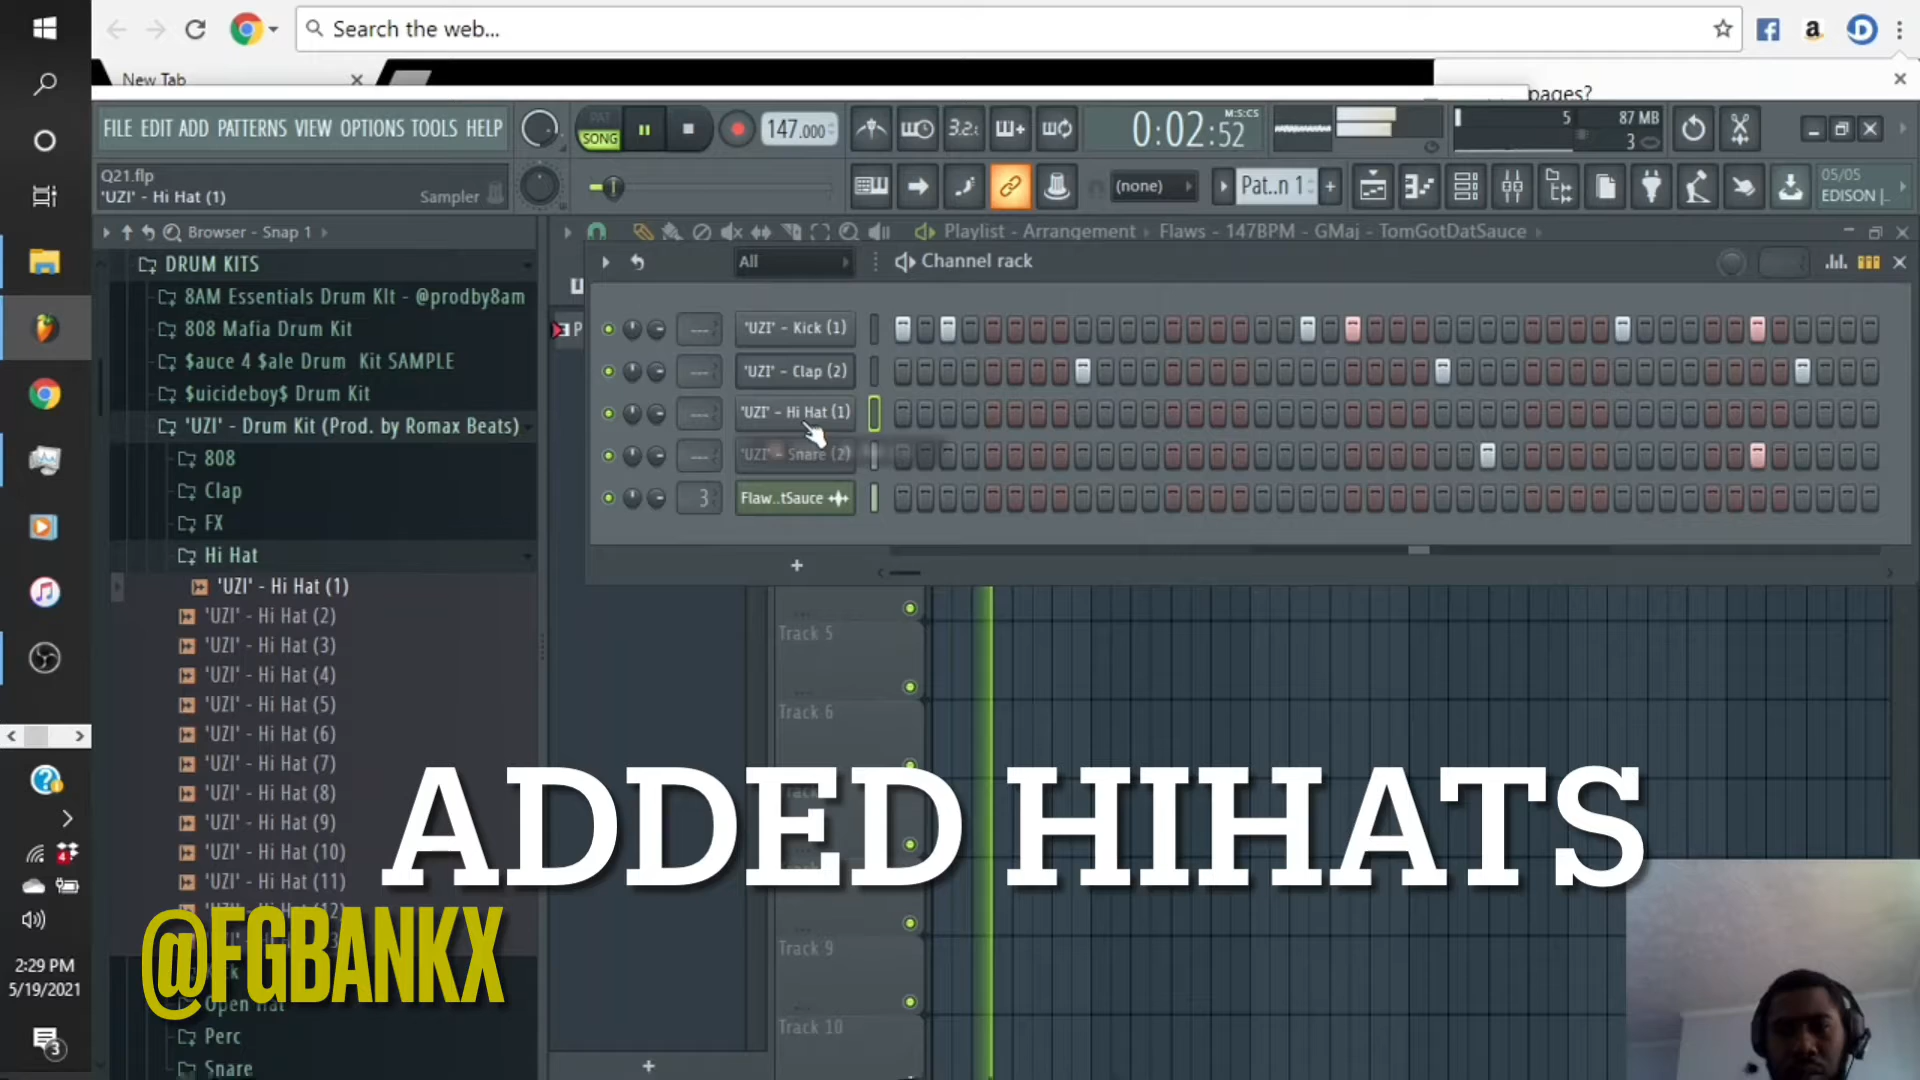 Search the web...
New Tab
pages?
FILE EDIT ADD PATTERNS VIEW OPTIONS TOOLS HELP
PAT
SONG
147.000
3.2:
0:02:52
M:S:CS
5
87 MB
3
Q21.flp
'UZI' - Hi Hat (1)
Sampler
(none)
Pat..n 1
05/05
EDISON |..
Browser - Snap 1
Playlist - Arrangement
Flaws - 147BPM - GMaj - TomGotDatSauce
All
Channel rack
DRUM KITS
8AM Essentials Drum KIt - @prodby8am
808 Mafia Drum Kit
$auce 4 $ale Drum Kit SAMPLE
$uicideboy$ Drum Kit
'UZI' - Drum Kit (Prod. by Romax Beats)
808
Clap
FX
Hi Hat
'UZI' - Hi Hat (1)
'UZI' - Hi Hat (2)
'UZI' - Hi Hat (3)
'UZI' - Hi Hat (4)
'UZI' - Hi Hat (5)
'UZI' - Hi Hat (6)
'UZI' - Hi Hat (7)
'UZI' - Hi Hat (8)
'UZI' - Hi Hat (9)
'UZI' - Hi Hat (10)
'UZI' - Hi Hat (11)
Open Hat
Perc
Snare
'UZI' - Kick (1)
'UZI' - Clap (2)
'UZI' - Hi Hat (1)
'UZI' - Snare (2)
3
Flaw..tSauce
Track 5
Track 6
Track 9
Track 10
ADDED HIHATS
@FGBANKX
2:29 PM
5/19/2021
3